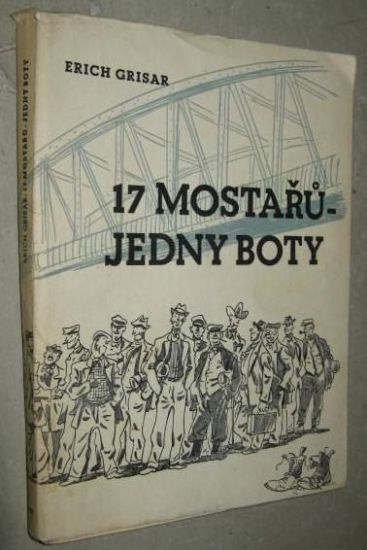 ERICH GRISAR
17 MOSTAŘŮ-
JEDNY BOTY
ERICH GRISAR: 17 MOSTAŘŮ - JEDNY BOTY